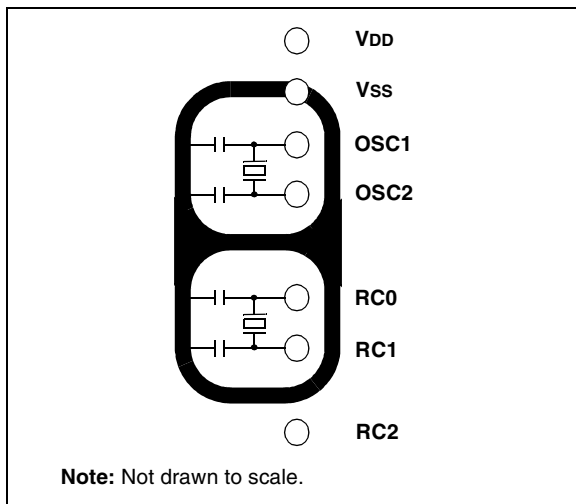 VDD
VSS
OSC1
OSC2
RC0
RC1
RC2
Note: Not drawn to scale.